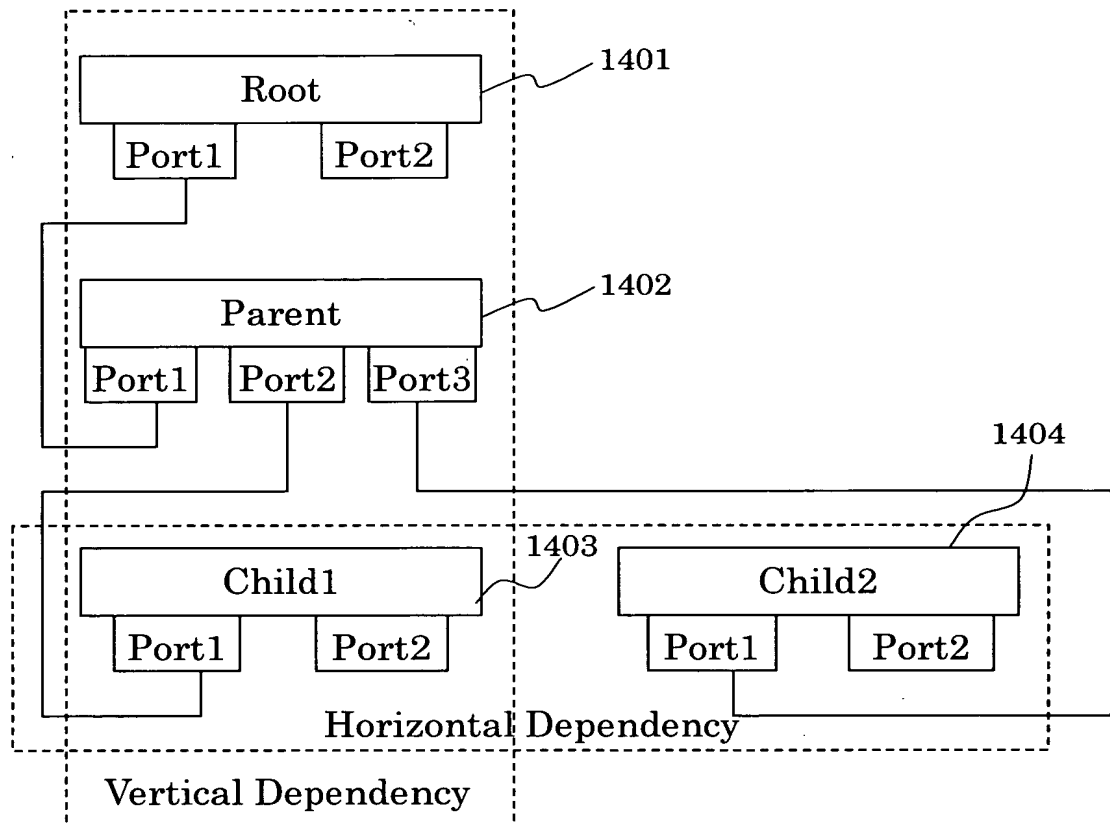 1401
Root
Port1 Port2
1402
Parent
Port1 Port2 Port3
1404
1403
Child1 Child2
Port1 Port2 Port1 Port2
Horizontal Dependency
Vertical Dependency